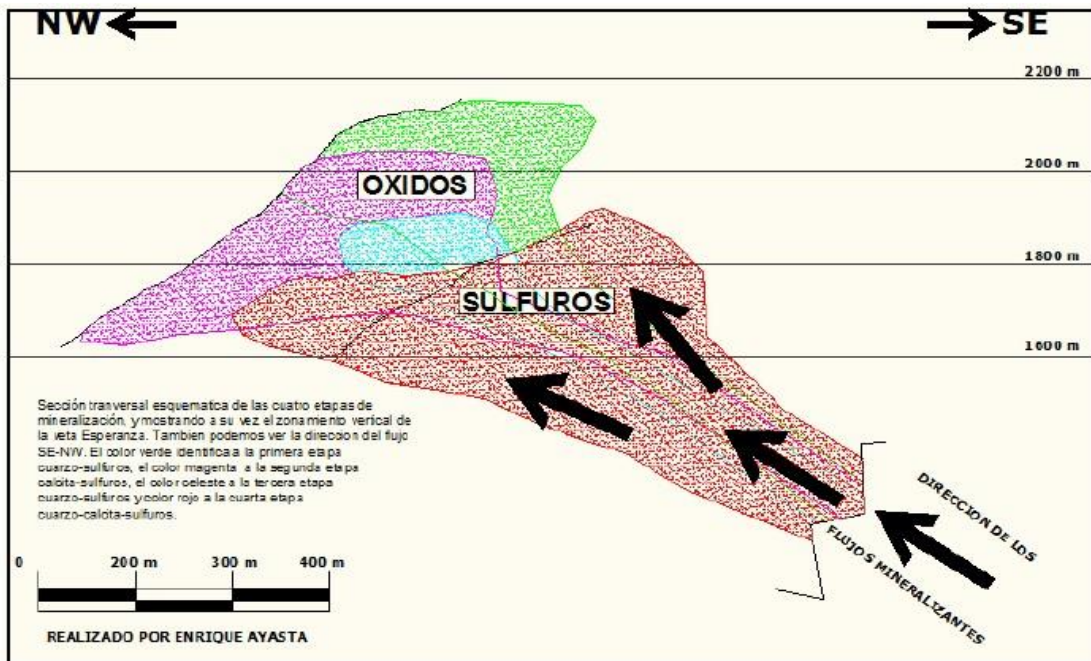 NW
SE
2200 m
2000 m
OXIDOS
1800 m
SULFUROS
1600 m
Sección tranversal esquematica de las cuatro etapas de
mineralización, y mostrando a su vez el zonamiento vertical de
la veta Esperanza. Tambien podemos ver la direccion del flujo
SE-NW. El color verde identifica a la primera etapa
cuarzo-sulfuros, el color magenta a la segunda etapa
calcita-sulfuros, el color celeste a la tercera etapa
cuarzo-sulfuros y color rojo a la cuarta etapa
cuarzo-calcita-sulfuros.
DIRECCION DE LOS
FLUJOS MINERALIZANTES
0 200 m 300 m 400 m
REALIZADO POR ENRIQUE AYASTA